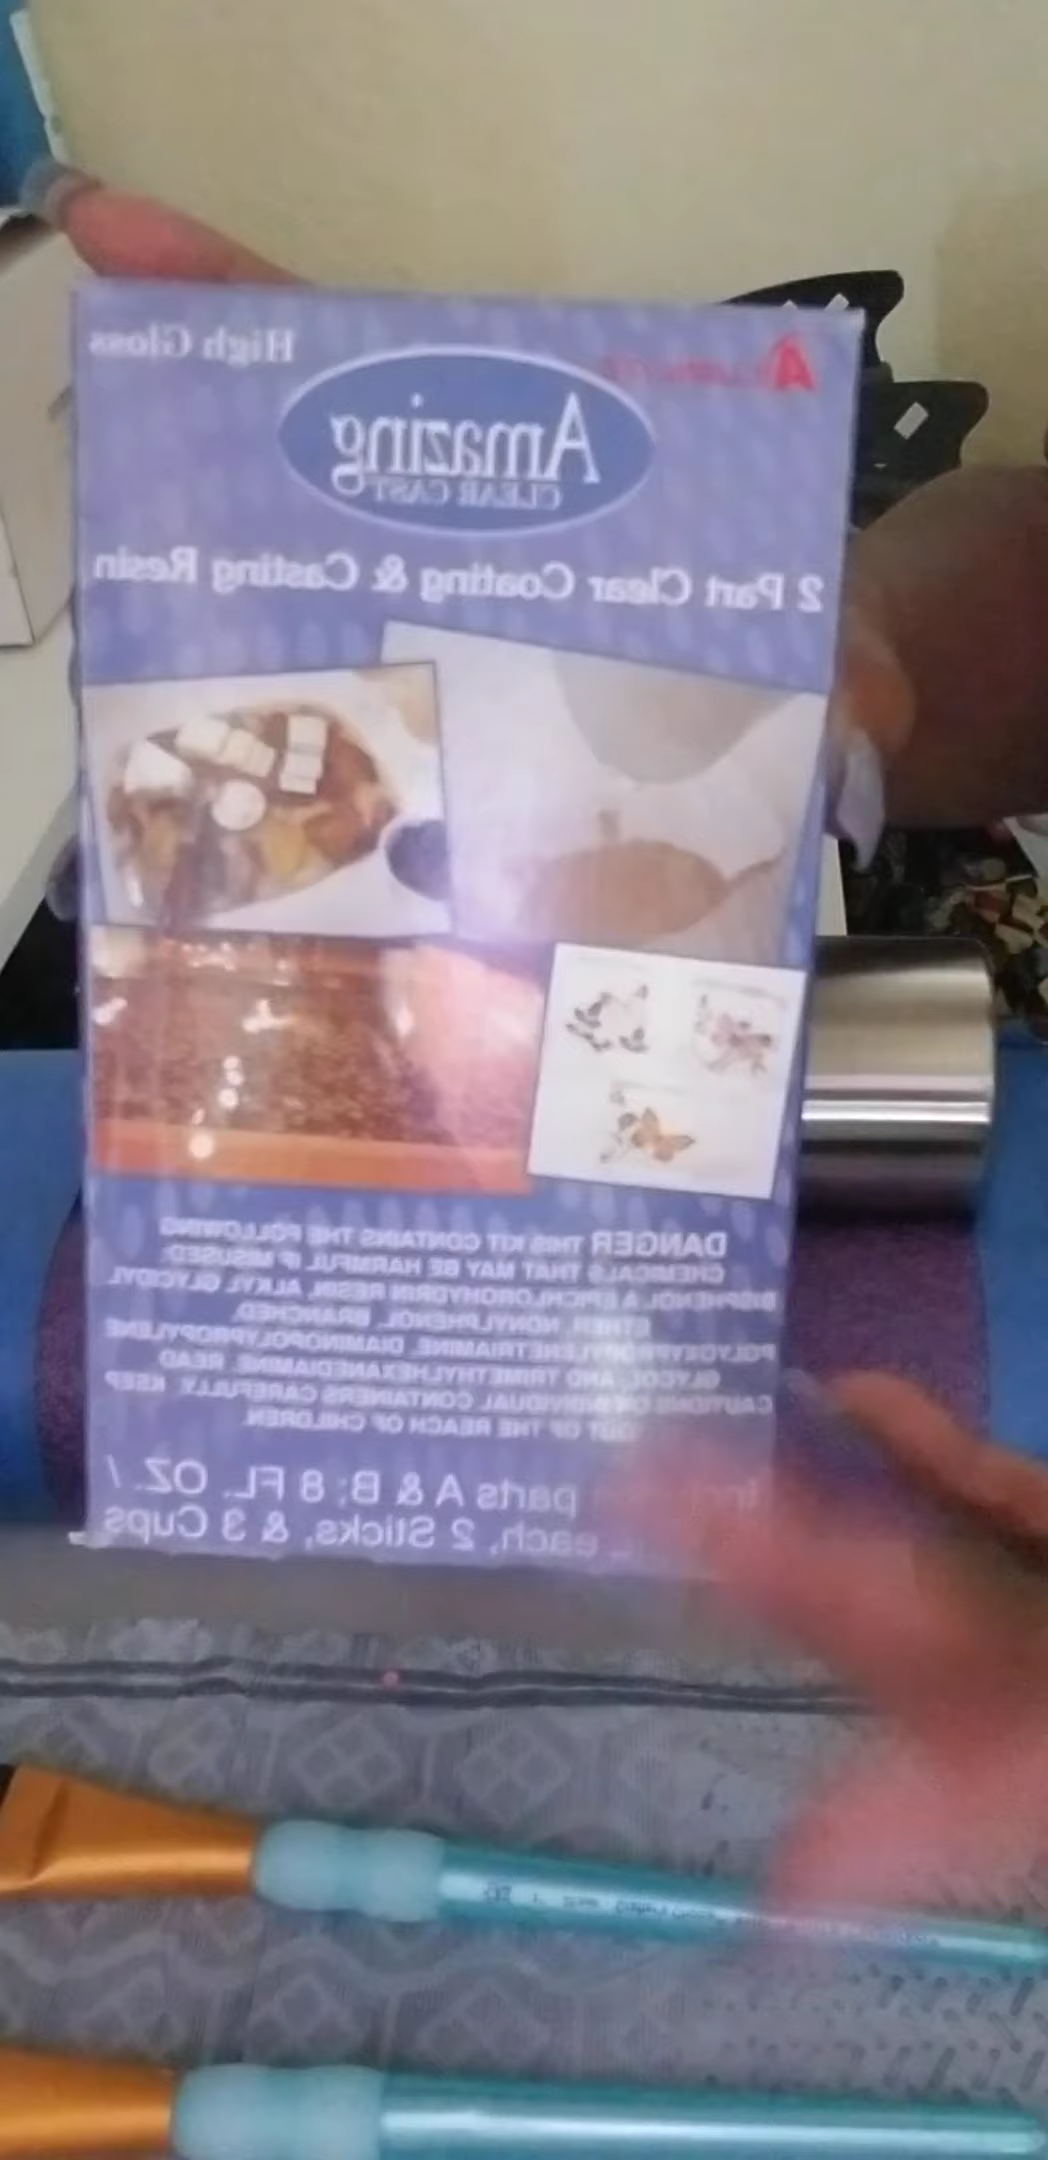 High Gloss
Amazing
CLEAR CAST
2 Part Clear Coating & Casting Resin
DANGER THIS KIT CONTAINS THE FOLLOWING
CHEMICALS THAT MAY BE HARMFUL IF MISUSED:
BISPHENOL A EPICHLOROHYDRIN RESIN, ALKYL GLYCIDYL
ETHER, NONYLPHENOL, BRANCHED,
POLYOXYPROPYLENETRIAMINE, DIAMINOPOLYPROPYLENE
GLYCOL, AND TRIMETHYLHEXANEDIAMINE, READ
CAUTIONS ON INDIVIDUAL CONTAINERS CAREFULLY. KEEP
OUT OF THE REACH OF CHILDREN.
parts A & B; 8 FL. OZ. /
each, 2 Sticks, & 3 Cups